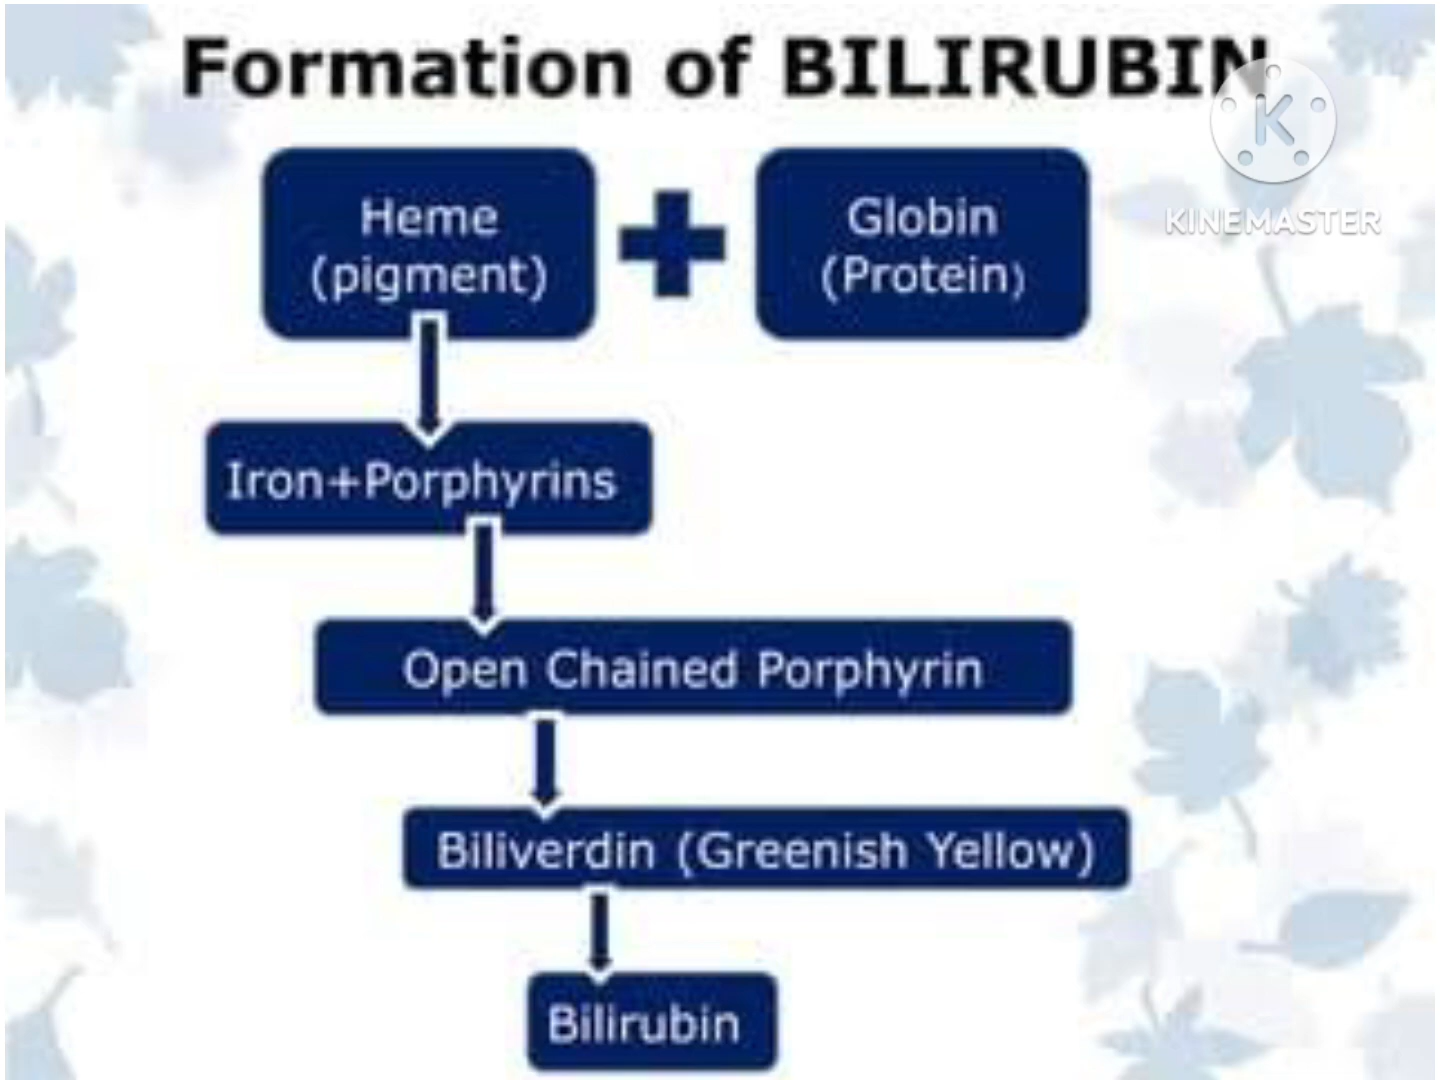 Formation of BILIRUBIN
K
KINEMASTER
Heme
(pigment)
Globin
(Protein)
Iron+Porphyrins
Open Chained Porphyrin
Biliverdin (Greenish Yellow)
Bilirubin